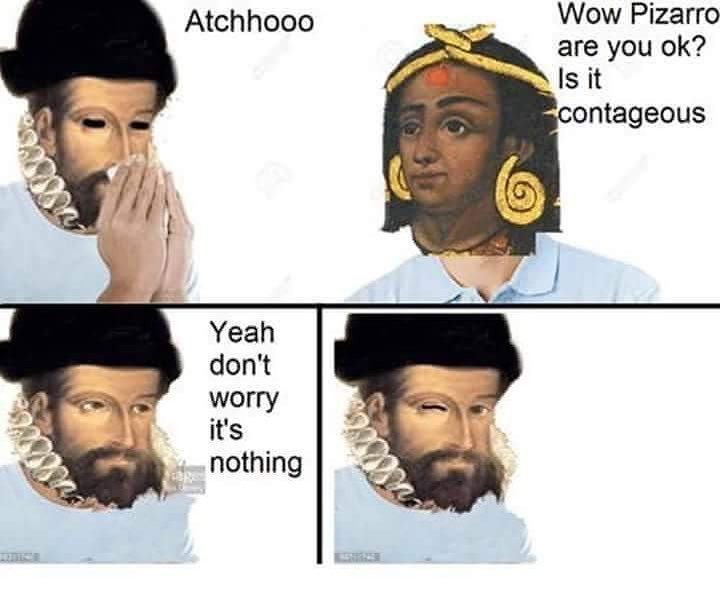 Atchhooo
Wow Pizarro
are you ok?
Is it
contageous
Yeah
don't
worry
it's
nothing